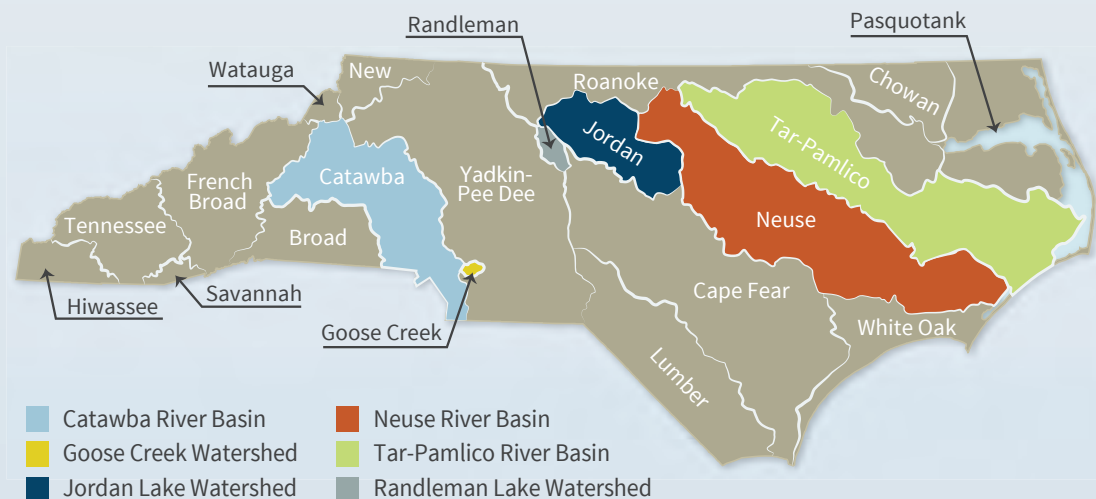 Randleman
Pasquotank
Watauga
New
Roanoke
Chowan
Jordan
Tar-Pamlico
Catawba
Yadkin-
Pee Dee
French
Broad
Tennessee
Broad
Neuse
Hiwassee
Savannah
Goose Creek
Cape Fear
White Oak
Lumber
Catawba River Basin
Goose Creek Watershed
Jordan Lake Watershed
Neuse River Basin
Tar-Pamlico River Basin
Randleman Lake Watershed